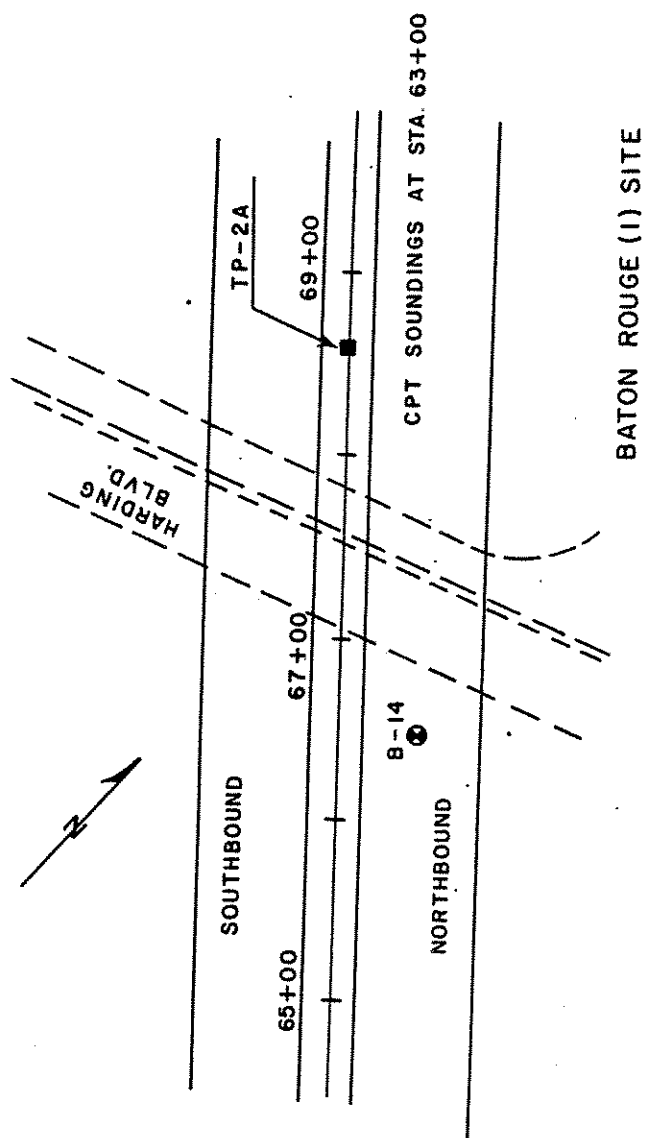 N
HARDING
BLVD.
TP-2A
SOUTHBOUND
65+00
67+00
69+00
B-14
NORTHBOUND
CPT SOUNDINGS AT STA. 63+00
BATON ROUGE (1) SITE